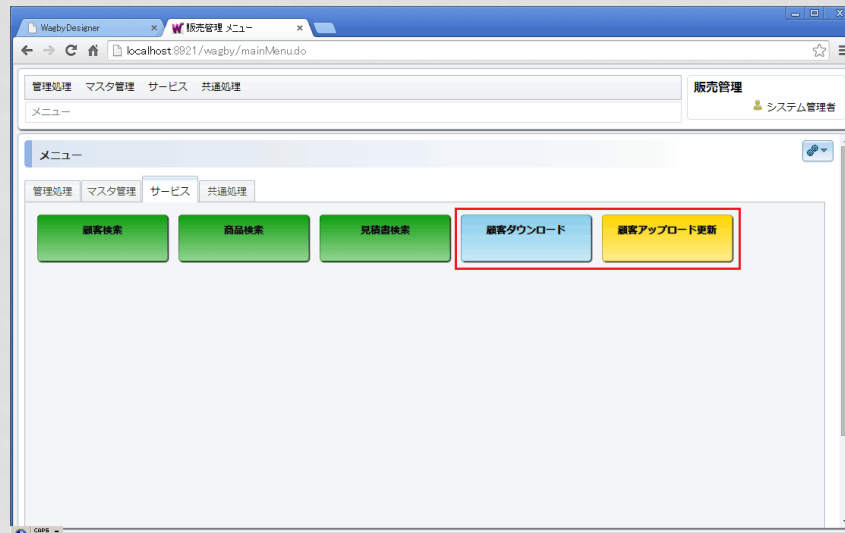 WagbyDesigner
販売管理 メニュー
localhost:8921/wagby/mainMenu.do
管理処理 マスタ管理 サービス 共通処理
販売管理
メニュー
システム管理者
メニュー
管理処理 マスタ管理 サービス 共通処理
顧客検索 商品検索 見積書検索 顧客ダウンロード 顧客アップロード更新
CAPS